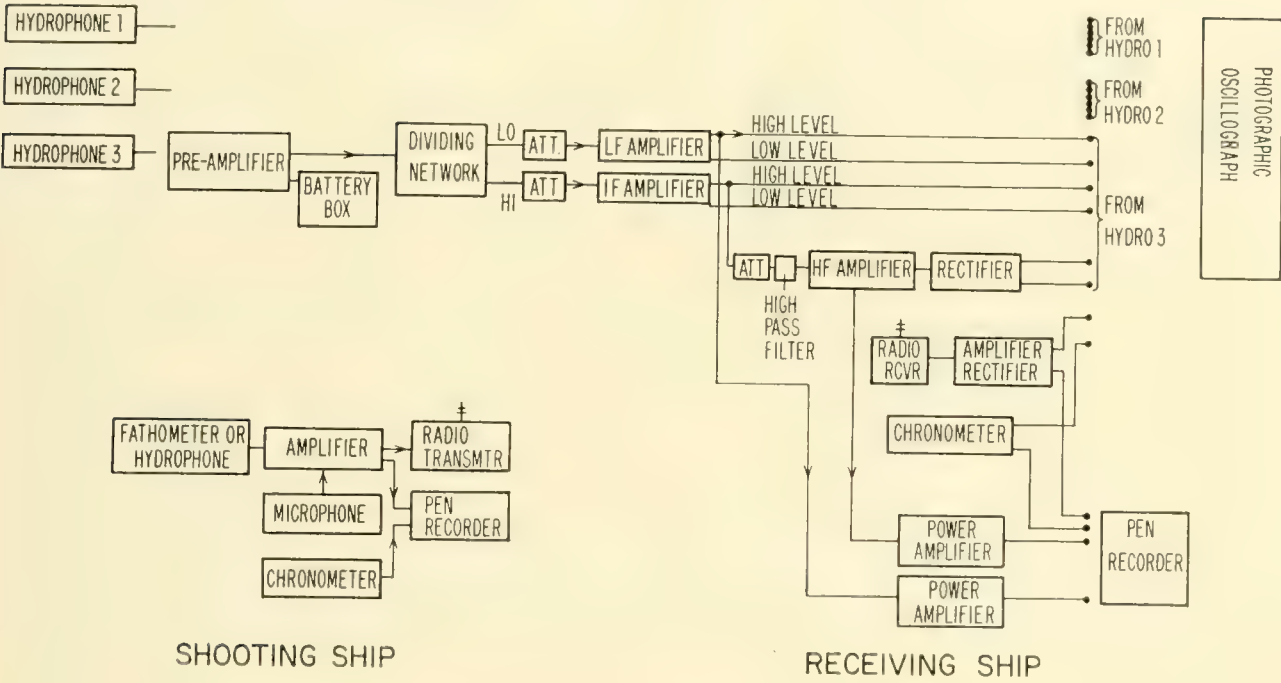 HYDROPHONE 1
HYDROPHONE 2
HYDROPHONE 3
PRE-AMPLIFIER
BATTERY
BOX
DIVIDING
NETWORK
LO
HI
ATT.
ATT
LF AMPLIFIER
IF AMPLIFIER
HIGH LEVEL
LOW LEVEL
HIGH LEVEL
LOW LEVEL
ATT
HIGH
PASS
FILTER
HF AMPLIFIER
RECTIFIER
FROM
HYDRO 1
FROM
HYDRO 2
FROM
HYDRO 3
PHOTOGRAPHIC
OSCILLOGRAPH
RADIO
RCVR
AMPLIFIER
RECTIFIER
CHRONOMETER
POWER
AMPLIFIER
POWER
AMPLIFIER
PEN
RECORDER
FATHOMETER OR
HYDROPHONE
AMPLIFIER
RADIO
TRANSMTR
MICROPHONE
PEN
RECORDER
CHRONOMETER
SHOOTING SHIP
RECEIVING SHIP